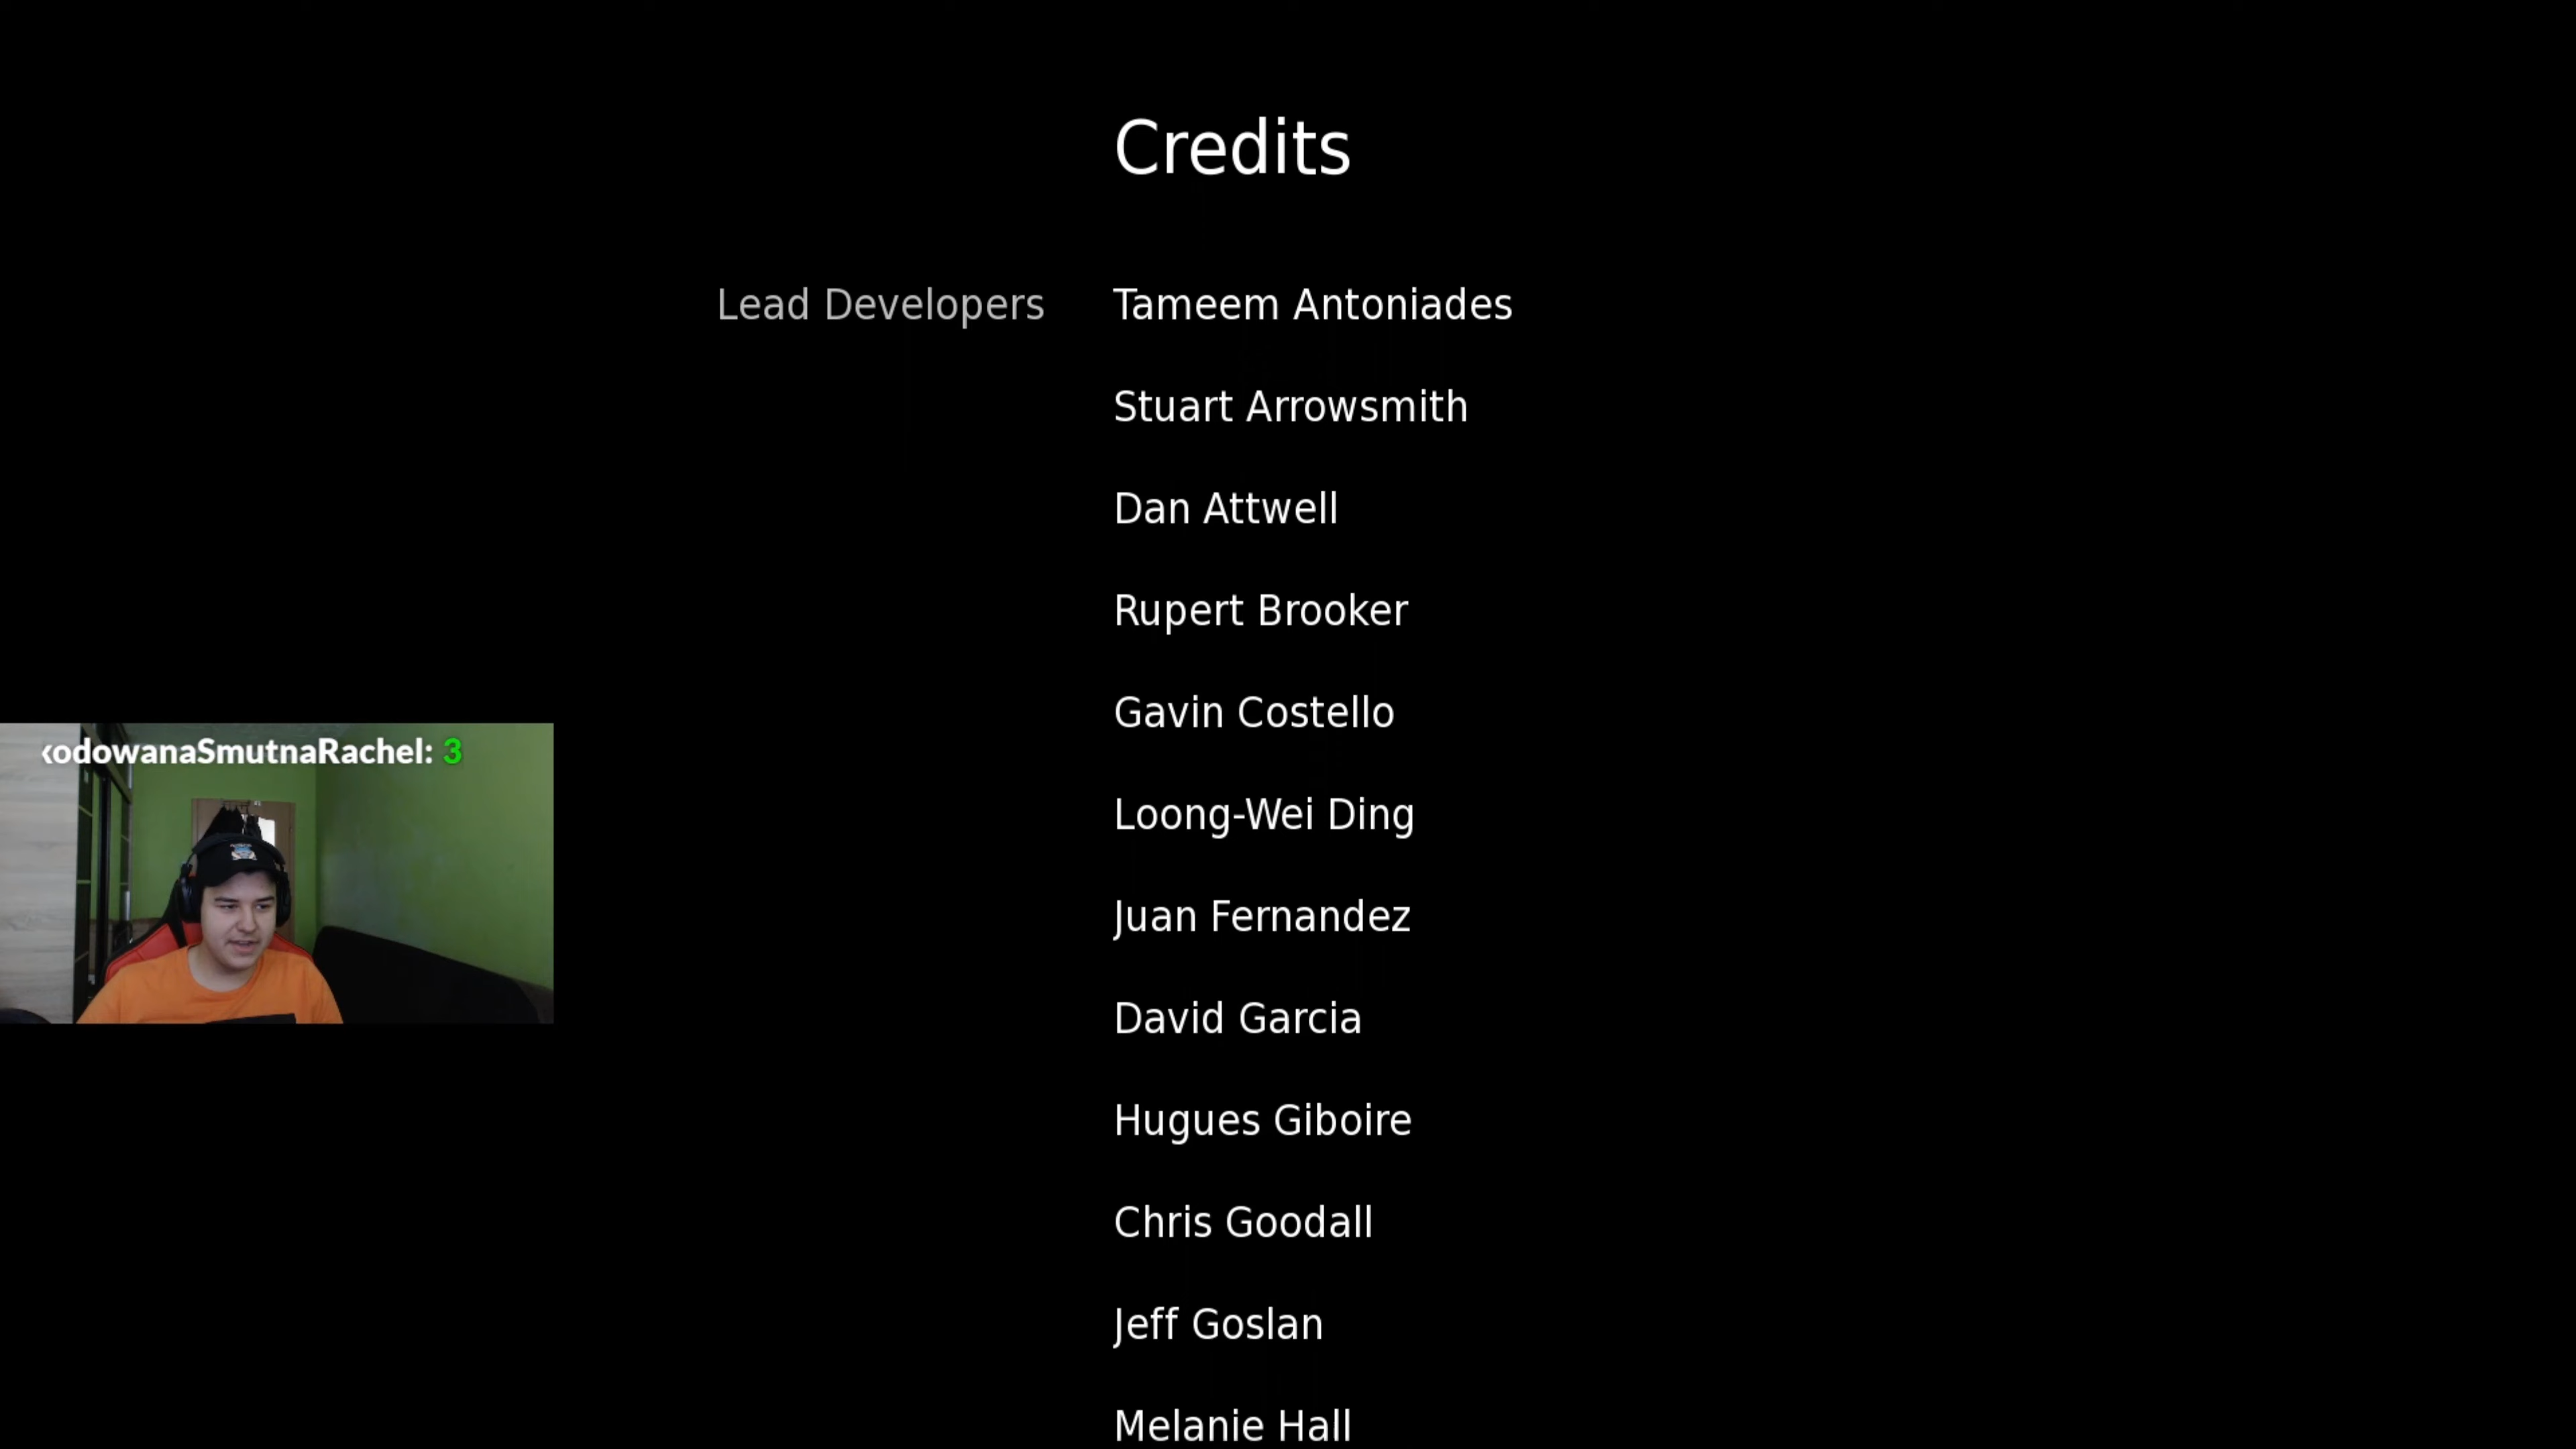 Credits
Lead Developers Tameem Antoniades
Stuart Arrowsmith
Dan Attwell
Rupert Brooker
Gavin Costello
Loong-Wei Ding
Juan Fernandez
David Garcia
Hugues Giboire
Chris Goodall
Jeff Goslan
Melanie Hall
kodowanaSmutnaRachel: 3